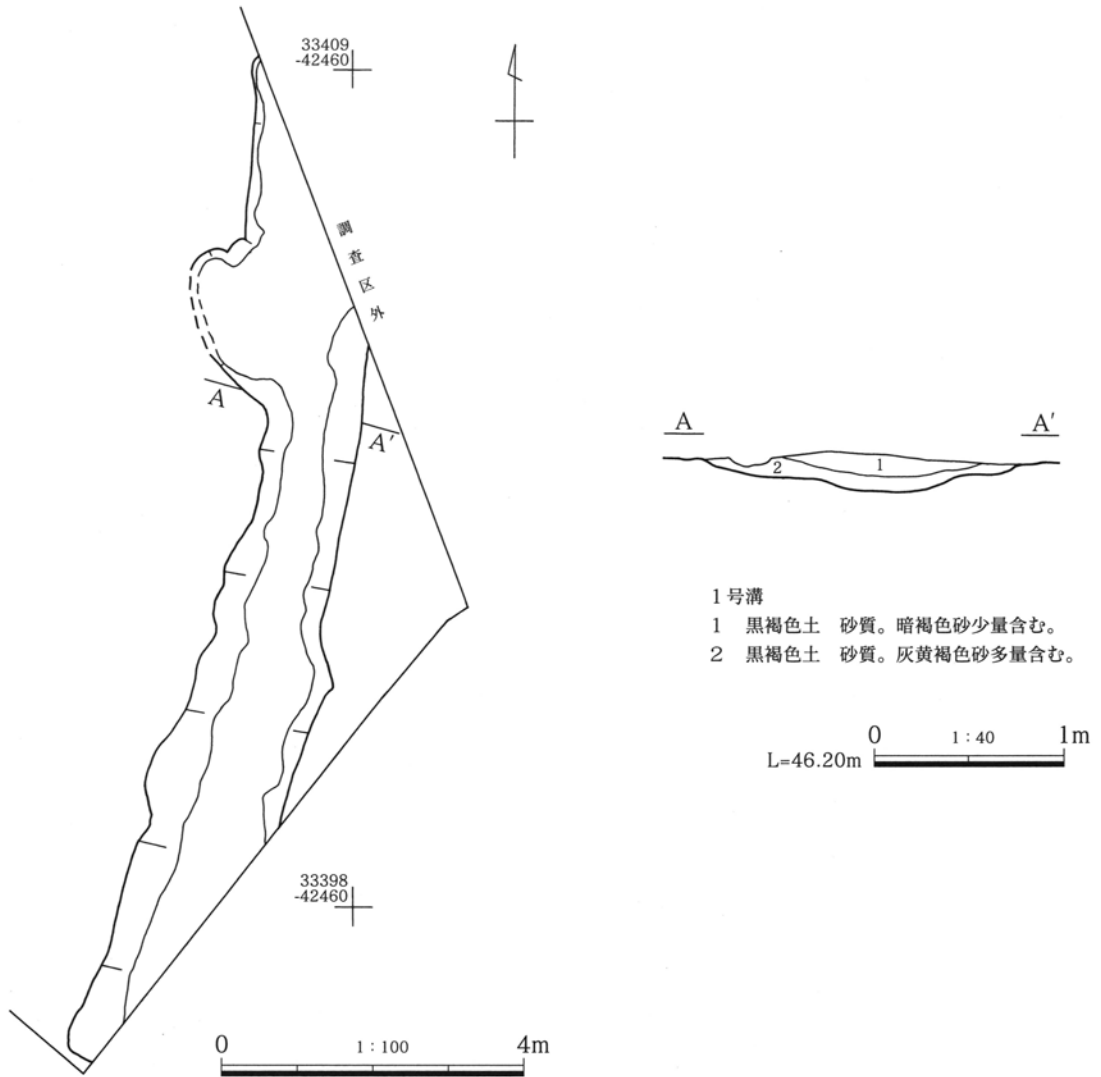 33409
-42460
調査区外
A
A'
33398
-42460
0 1：100 4m
A A'
2 1
1号溝
1 黒褐色土 砂質。暗褐色砂少量含む。
2 黒褐色土 砂質。灰黄褐色砂多量含む。
0 1：40 1m
L=46.20m